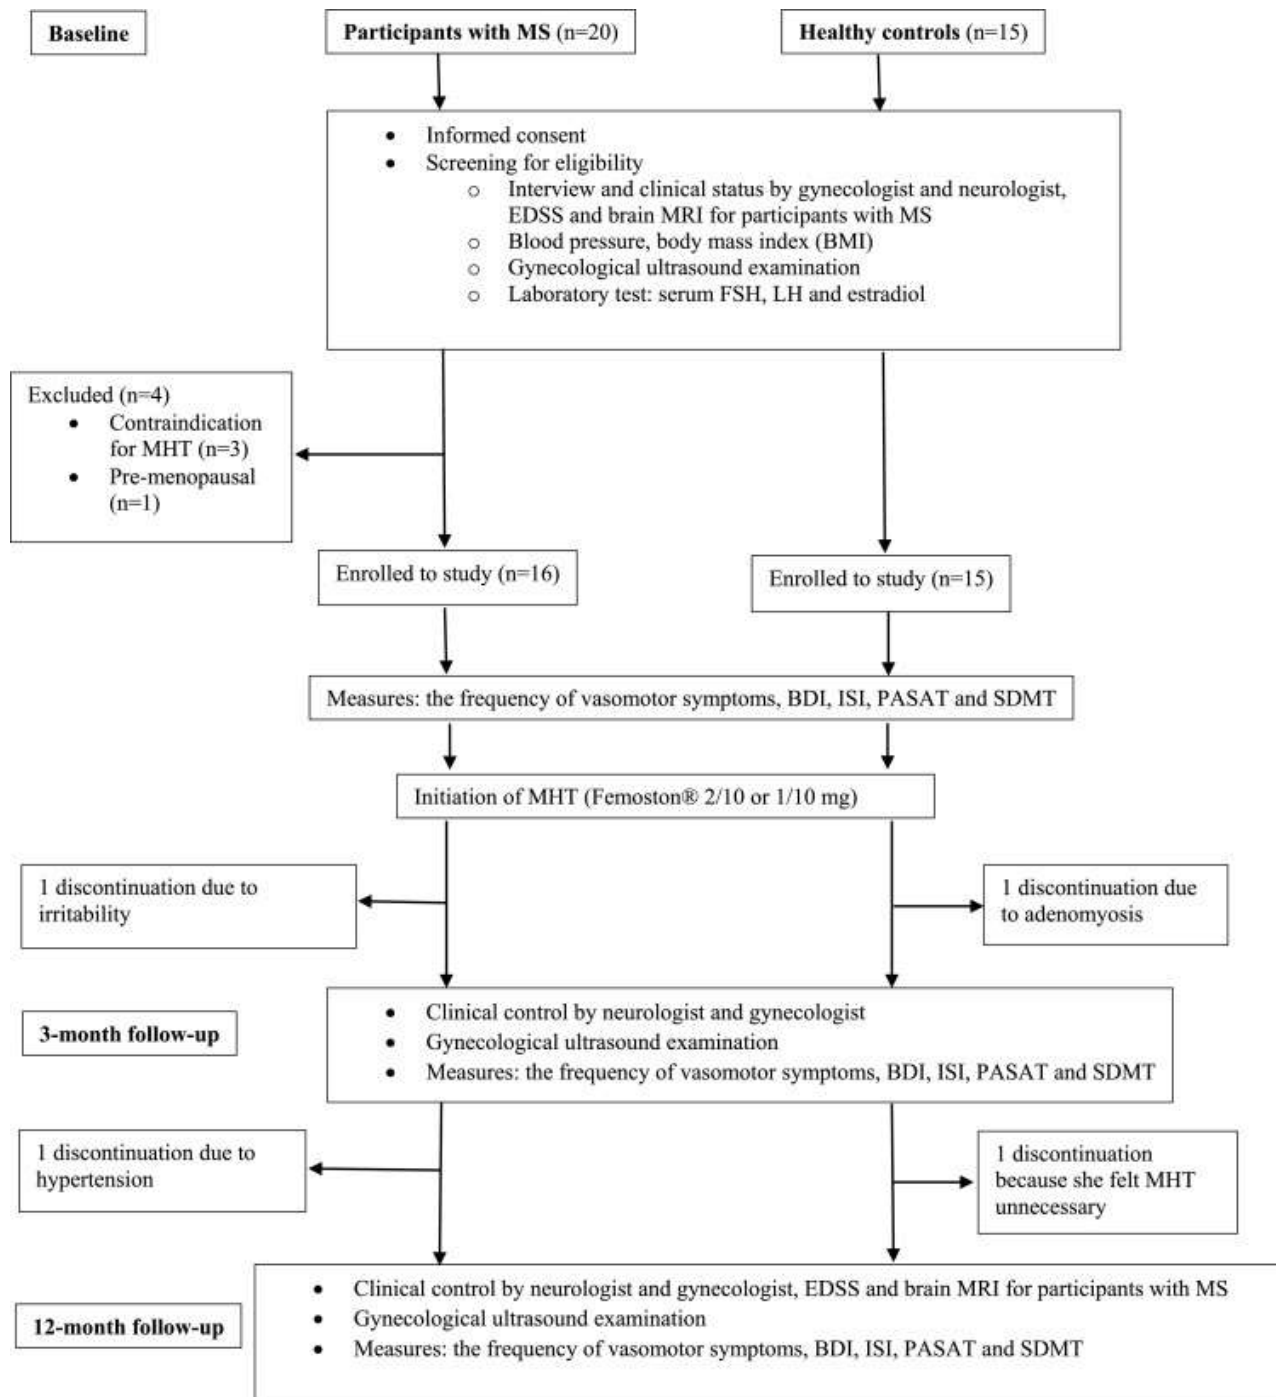 Baseline
Participants with MS (n=20)
Healthy controls (n=15)
• Informed consent
• Screening for eligibility
o Interview and clinical status by gynecologist and neurologist,
EDSS and brain MRI for participants with MS
o Blood pressure, body mass index (BMI)
o Gynecological ultrasound examination
o Laboratory test: serum FSH, LH and estradiol
Excluded (n=4)
• Contraindication
for MHT (n=3)
• Pre-menopausal
(n=1)
Enrolled to study (n=16)
Enrolled to study (n=15)
Measures: the frequency of vasomotor symptoms, BDI, ISI, PASAT and SDMT
Initiation of MHT (Femoston® 2/10 or 1/10 mg)
1 discontinuation due to
irritability
1 discontinuation due
to adenomyosis
3-month follow-up
• Clinical control by neurologist and gynecologist
• Gynecological ultrasound examination
• Measures: the frequency of vasomotor symptoms, BDI, ISI, PASAT and SDMT
1 discontinuation due to
hypertension
1 discontinuation
because she felt MHT
unnecessary
12-month follow-up
• Clinical control by neurologist and gynecologist, EDSS and brain MRI for participants with MS
• Gynecological ultrasound examination
• Measures: the frequency of vasomotor symptoms, BDI, ISI, PASAT and SDMT